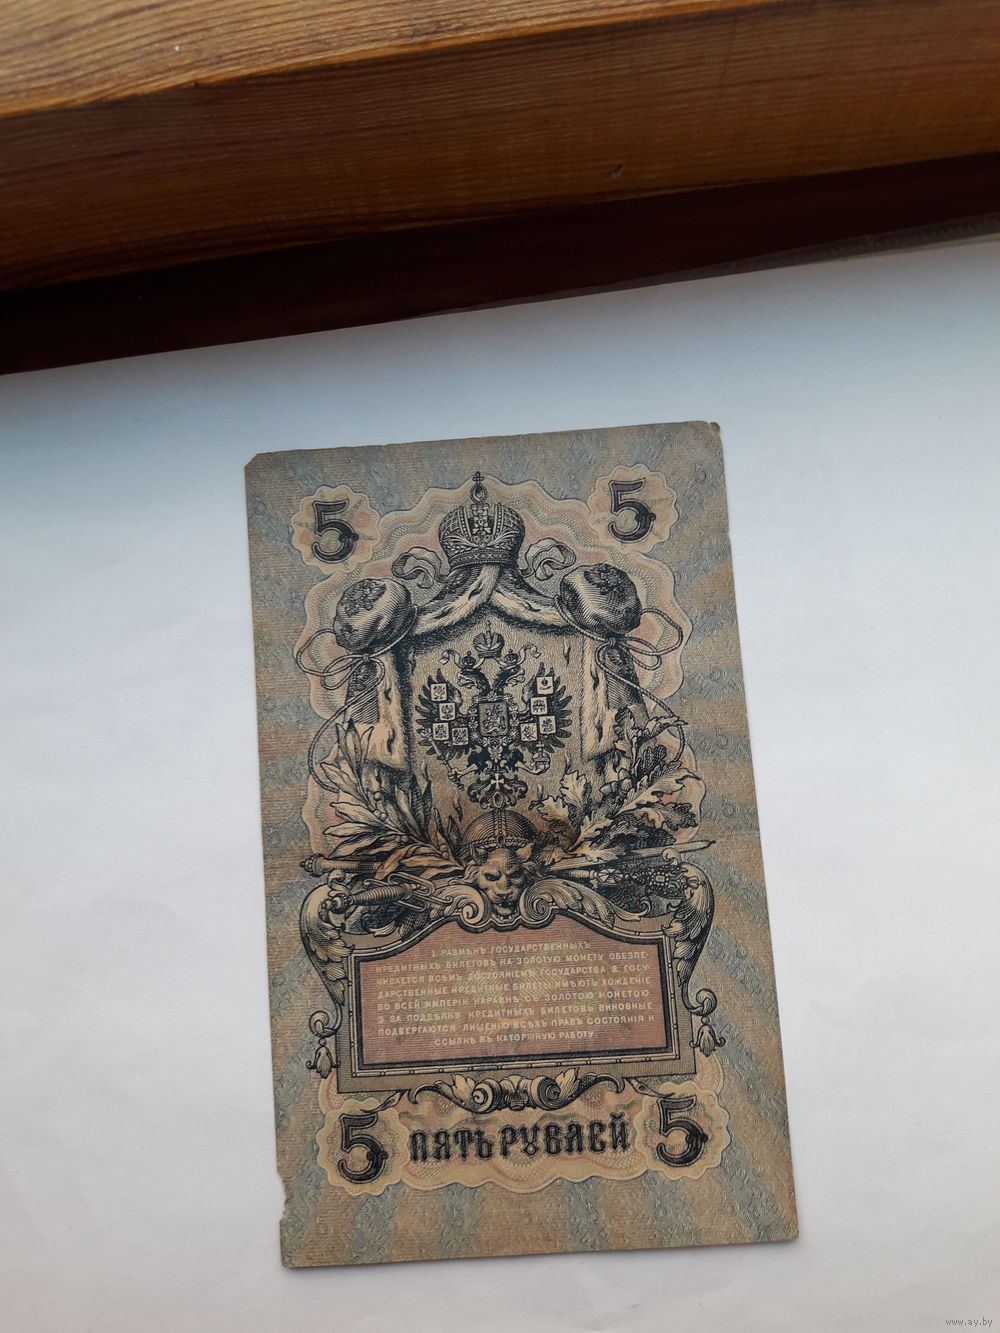 5 5
1. РАЗМѢНЪ ГОСУДАРСТВЕННЫХЪ
КРЕДИТНЫХЪ БИЛЕТОВЪ НА ЗОЛОТУЮ МОНЕТУ ОБЕЗПЕ-
ЧИВАЕТСЯ ВСѢМЪ ДОСТОЯНІЕМЪ ГОСУДАРСТВА. 2. ГОСУ-
ДАРСТВЕННЫЕ КРЕДИТНЫЕ БИЛЕТЫ ИМѢЮТЪ ХОЖДЕНІЕ
ВО ВСЕЙ ИМПЕРІИ НАРАВНѢ СЪ ЗОЛОТОЮ МОНЕТОЮ.
3. ЗА ПОДДѢЛКУ КРЕДИТНЫХЪ БИЛЕТОВЪ ВИНОВНЫЕ
ПОДВЕРГАЮТСЯ ЛИШЕНІЮ ВСѢХЪ ПРАВЪ СОСТОЯНІЯ И
ССЫЛКѢ ВЪ КАТОРЖНУЮ РАБОТУ.
5 ПЯТЬ РУБЛЕЙ 5
www.ay.by